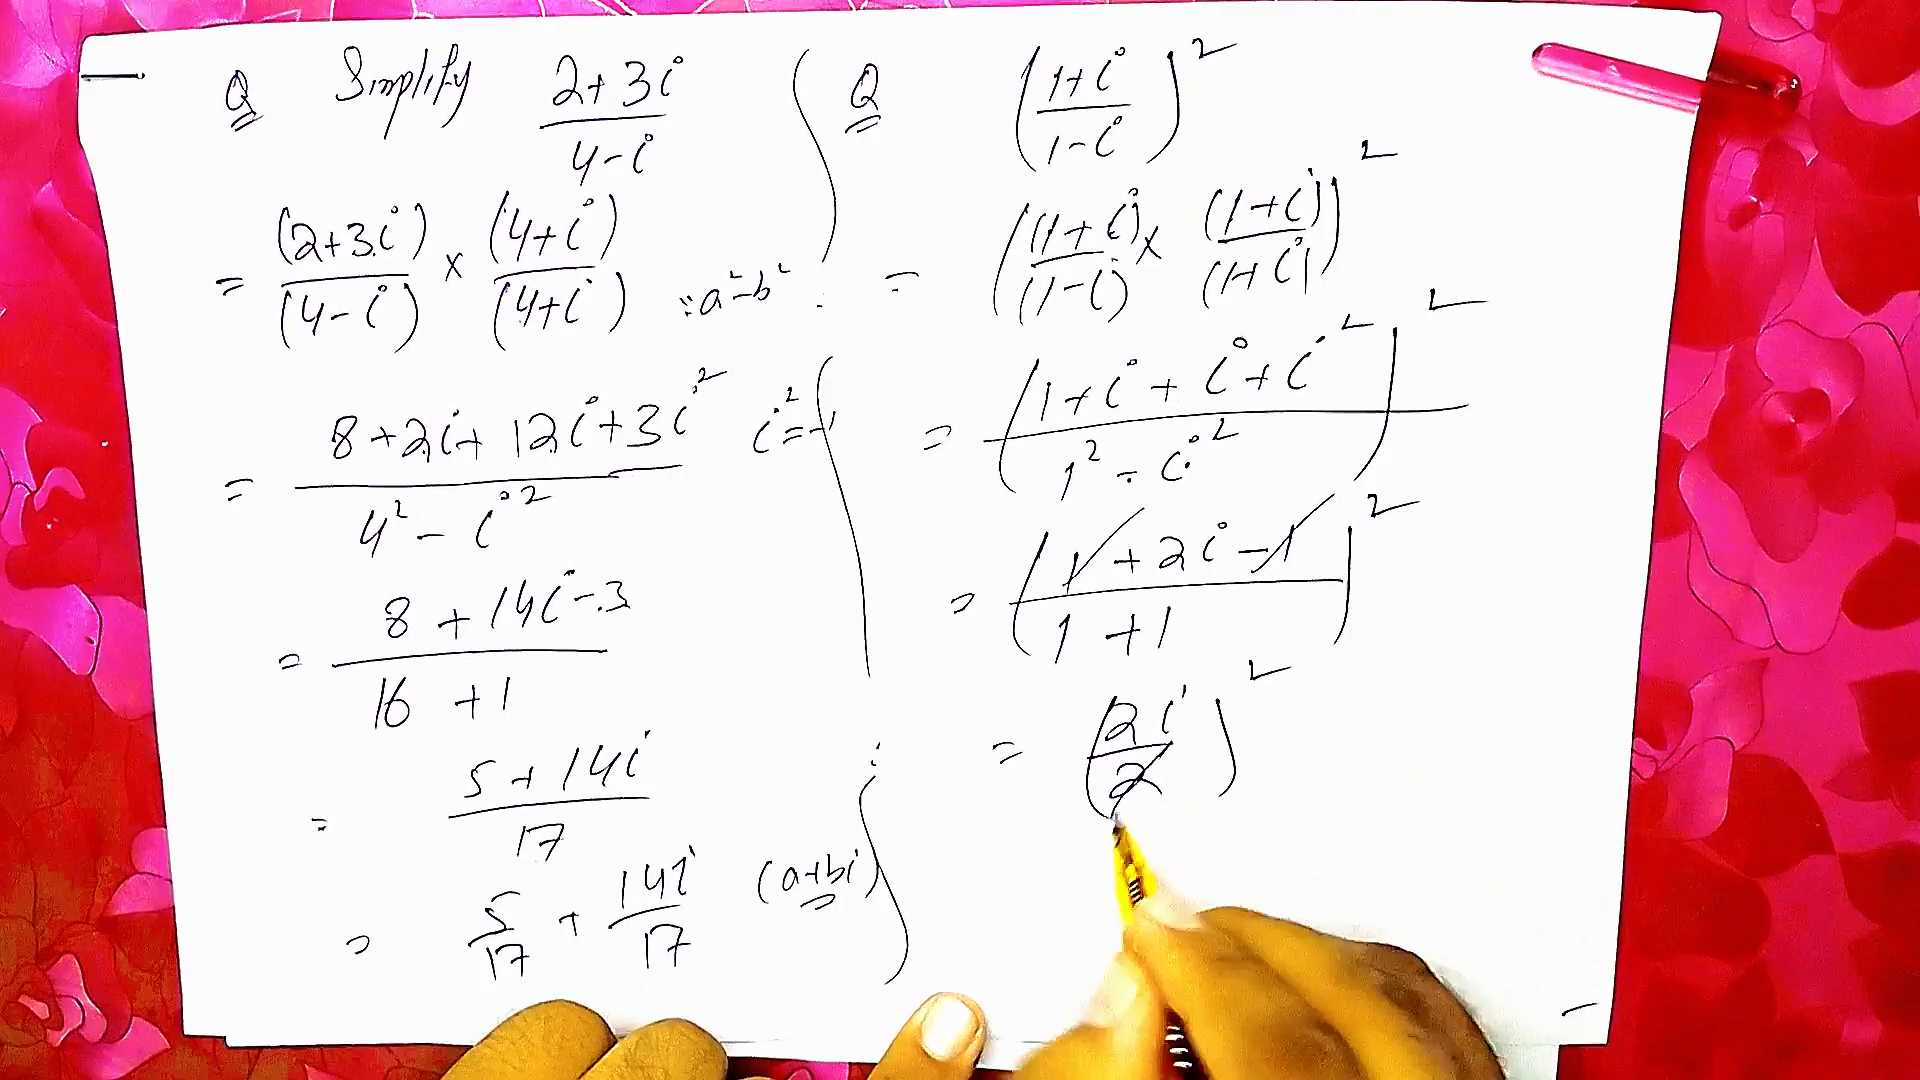 Q Simplify (2+3i)/(4-i)
= (2+3i)/(4-i) × (4+i)/(4+i) ∵ a²-b²
= (8+2i+12i+3i²)/(4²-i²) i²=-1
= (8+14i-3)/(16+1)
= (5+14i)/17
= 5/17 + 14i/17 (a+bi)
Q ((1+i)/(1-i))²
= ((1+i)/(1-i) × (1+i)/(1+i))²
= ((1+i+i+i²)/(1²-i²))²
= ((1+2i-1)/(1+1))²
= (2i/2)²